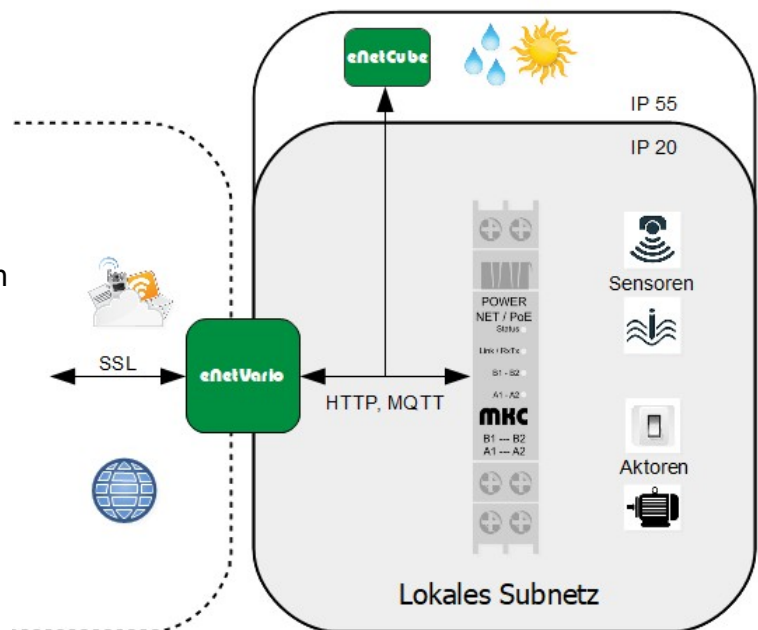 eNetCube
IP 55
IP 20
n
Sensoren
POWER
NET / PoE
Status
Link / RxTx
SSL
eNetVario
B1 - B2
HTTP, MQTT
A1 - A2
MKC
B1 --- B2
A1 --- A2
Aktoren
Lokales Subnetz